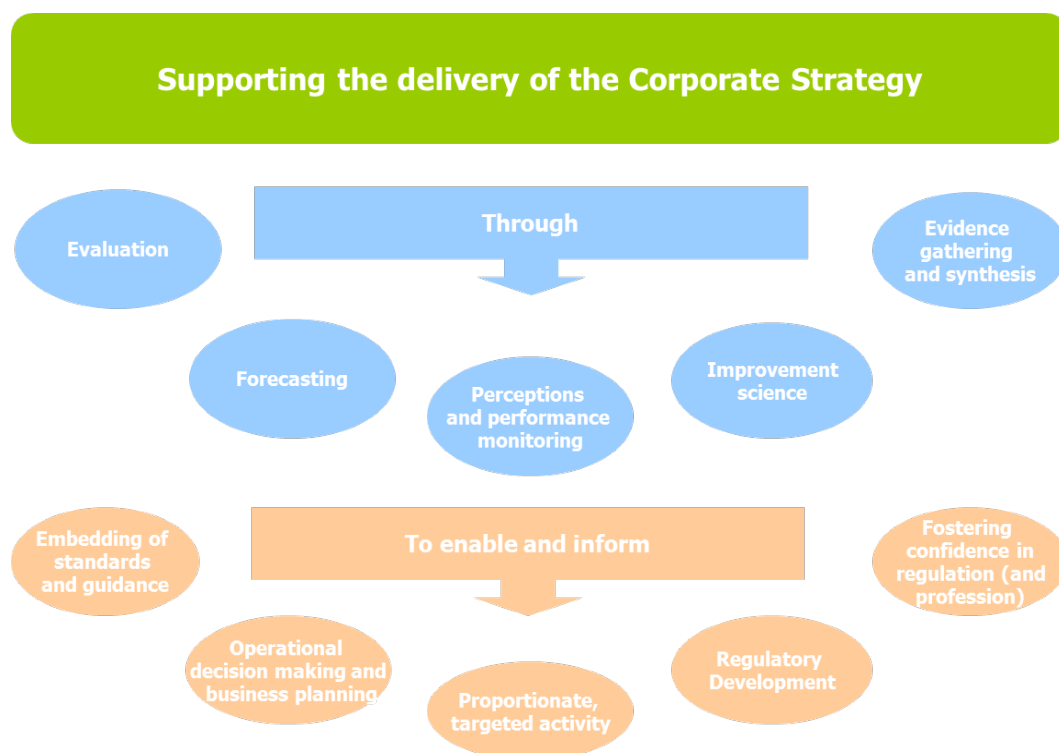 Supporting the delivery of the Corporate Strategy
Through
Evaluation
Evidence
gathering
and synthesis
Forecasting
Perceptions
and performance
monitoring
Improvement
science
To enable and inform
Embedding of
standards
and guidance
Fostering
confidence in
regulation (and
profession)
Operational
decision making and
business planning
Proportionate,
targeted activity
Regulatory
Development